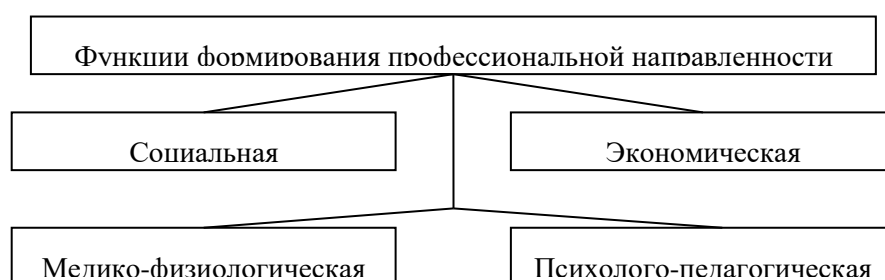 Функции формирования профессиональной направленности
Социальная
Экономическая
Медико-физиологическая
Психолого-педагогическая